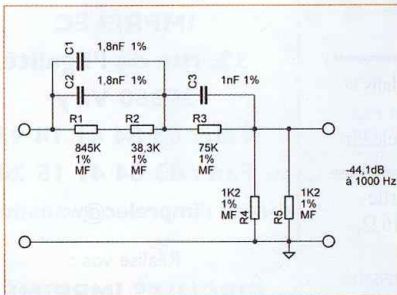 C1
1,8nF 1%
C2
1,8nF 1%
C3
1nF 1%
R1
845K
1%
MF
R2
38,3K
1%
MF
R3
75K
1%
MF
1K2
1%
MF
R4
1K2
1%
MF
R5
-44,1dB
à 1000 Hz